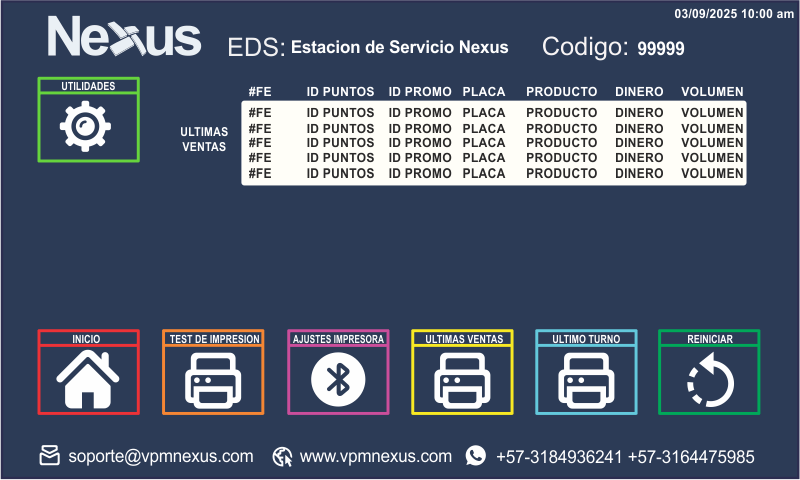 03/09/2025 10:00 am
Nexus EDS: Estacion de Servicio Nexus Codigo: 99999
UTILIDADES
#FE ID PUNTOS ID PROMO PLACA PRODUCTO DINERO VOLUMEN
ULTIMAS
VENTAS
#FE ID PUNTOS ID PROMO PLACA PRODUCTO DINERO VOLUMEN
#FE ID PUNTOS ID PROMO PLACA PRODUCTO DINERO VOLUMEN
#FE ID PUNTOS ID PROMO PLACA PRODUCTO DINERO VOLUMEN
#FE ID PUNTOS ID PROMO PLACA PRODUCTO DINERO VOLUMEN
#FE ID PUNTOS ID PROMO PLACA PRODUCTO DINERO VOLUMEN
INICIO TEST DE IMPRESION AJUSTES IMPRESORA ULTIMAS VENTAS ULTIMO TURNO REINICIAR
soporte@vpmnexus.com www.vpmnexus.com +57-3184936241 +57-3164475985